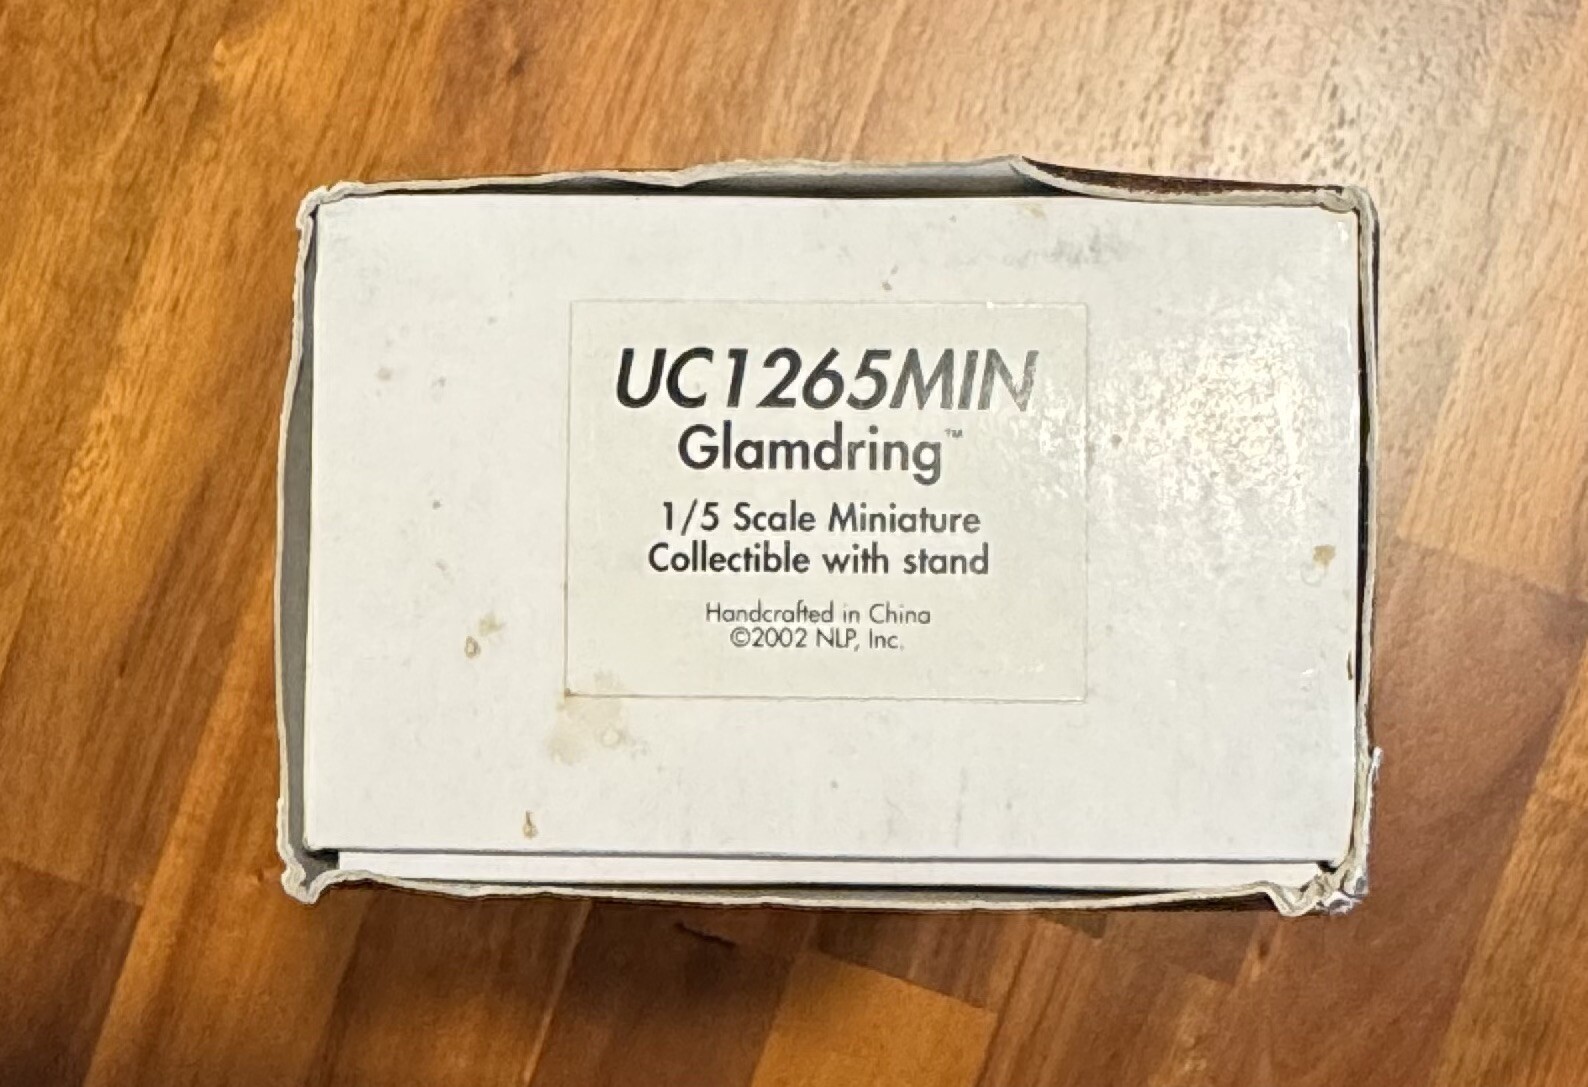 UC1265MIN
Glamdring™
1/5 Scale Miniature
Collectible with stand
Handcrafted in China
©2002 NLP, Inc.